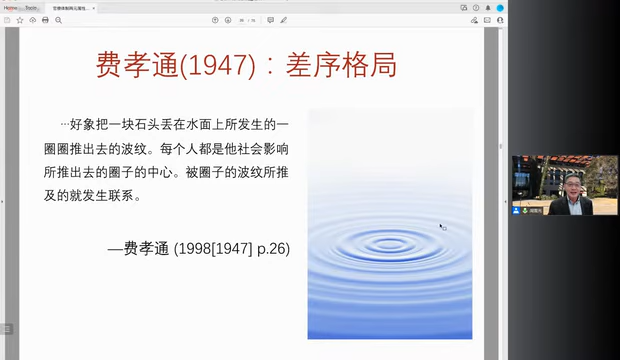 费孝通(1947)：差序格局
…好象把一块石头丢在水面上所发生的一
圈圈推出去的波纹。每个人都是他社会影响
所推出去的圈子的中心。被圈子的波纹所推
及的就发生联系。
—费孝通 (1998[1947] p.26)